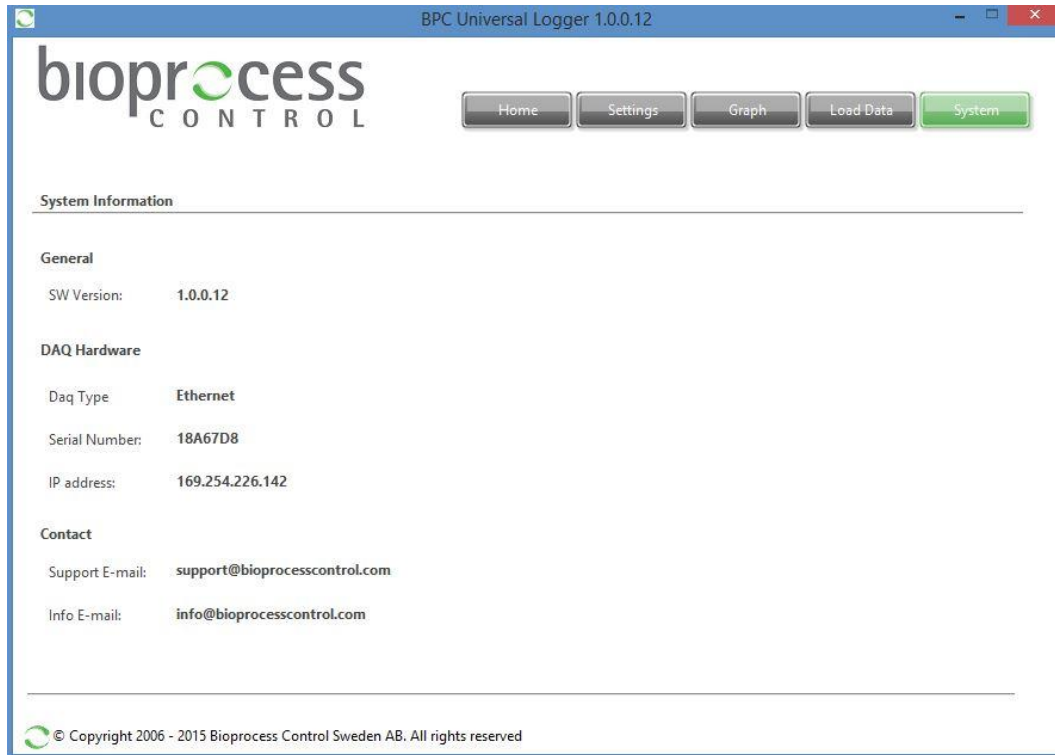 BPC Universal Logger 1.0.0.12
bioprocess
CONTROL
Home Settings Graph Load Data System
System Information
General
SW Version: 1.0.0.12
DAQ Hardware
Daq Type Ethernet
Serial Number: 18A67D8
IP address: 169.254.226.142
Contact
Support E-mail: support@bioprocesscontrol.com
Info E-mail: info@bioprocesscontrol.com
© Copyright 2006 - 2015 Bioprocess Control Sweden AB. All rights reserved